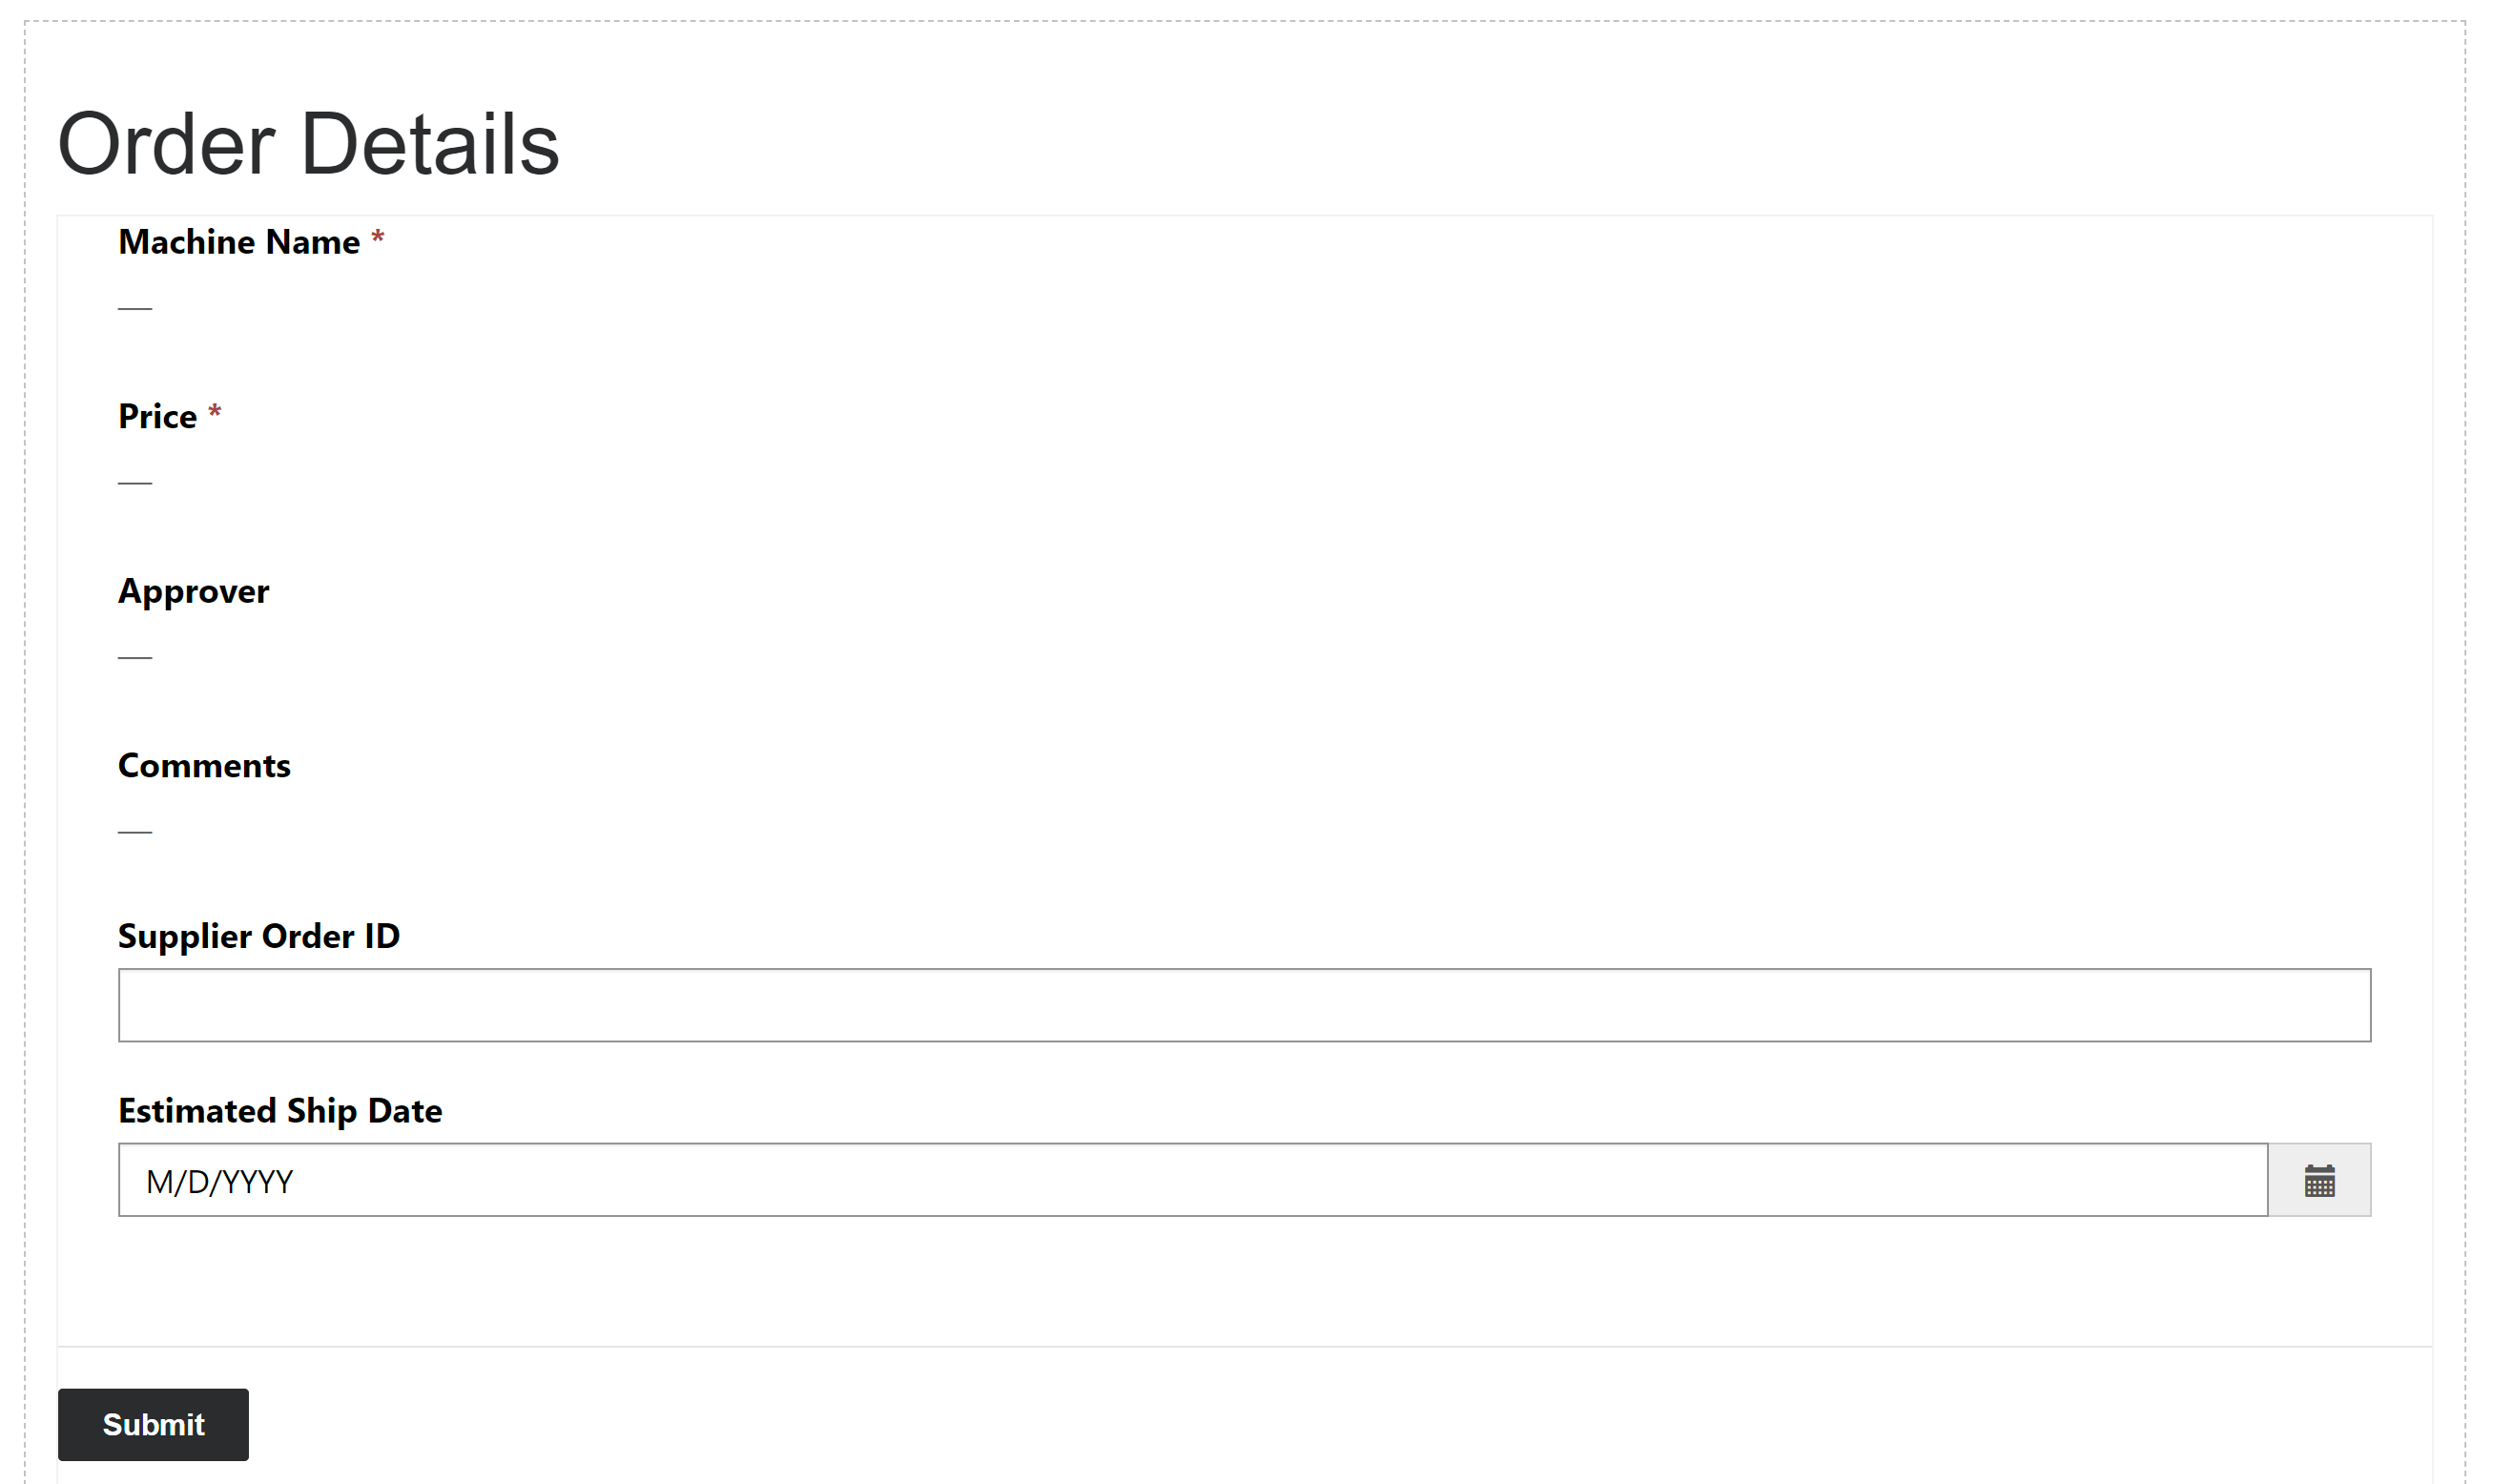 Order Details
Machine Name *
—
Price *
—
Approver
—
Comments
—
Supplier Order ID
Estimated Ship Date
M/D/YYYY
Submit